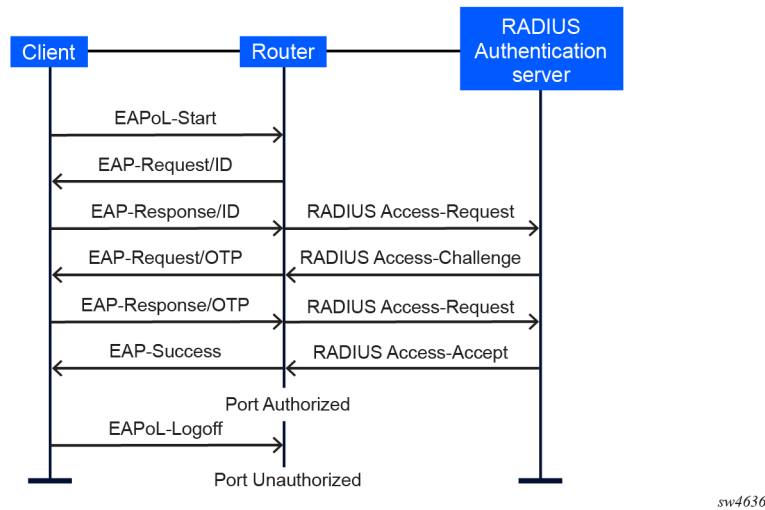 Client
Router
RADIUS
Authentication
server
EAPoL-Start
EAP-Request/ID
EAP-Response/ID
RADIUS Access-Request
EAP-Request/OTP
RADIUS Access-Challenge
EAP-Response/OTP
RADIUS Access-Request
EAP-Success
RADIUS Access-Accept
Port Authorized
EAPoL-Logoff
Port Unauthorized
sw4636